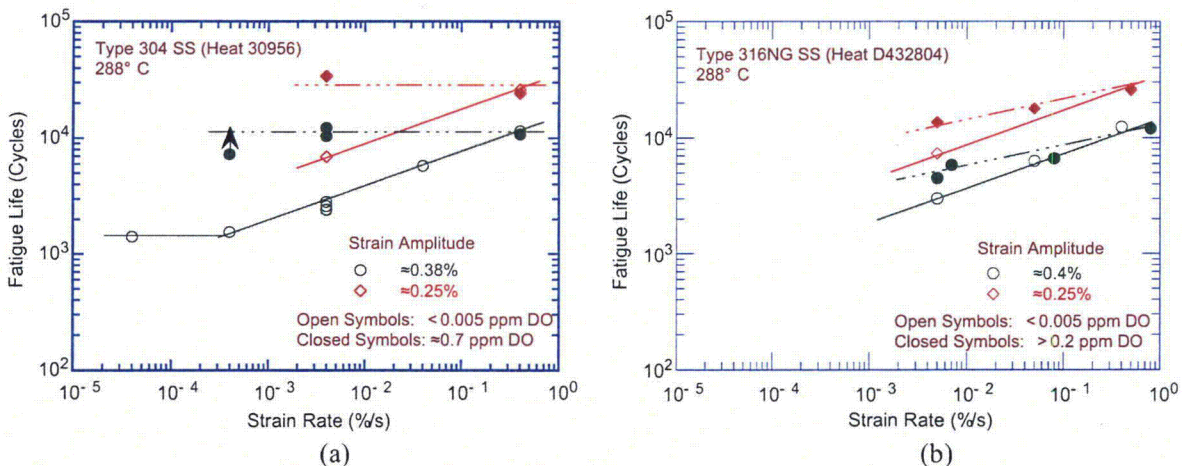 Type 304 SS (Heat 30956)
288° C
10^5
10^4
10^3
10^2
Fatigue Life (Cycles)
Strain Amplitude
≈0.38%
≈0.25%
Open Symbols: < 0.005 ppm DO
Closed Symbols: ≈0.7 ppm DO
10^-5 10^-4 10^-3 10^-2 10^-1 10^0
Strain Rate (%/s)
(a)
Type 316NG SS (Heat D432804)
288° C
10^5
10^4
10^3
10^2
Fatigue Life (Cycles)
Strain Amplitude
≈0.4%
≈0.25%
Open Symbols: < 0.005 ppm DO
Closed Symbols: > 0.2 ppm DO
10^-5 10^-4 10^-3 10^-2 10^-1 10^0
Strain Rate (%/s)
(b)